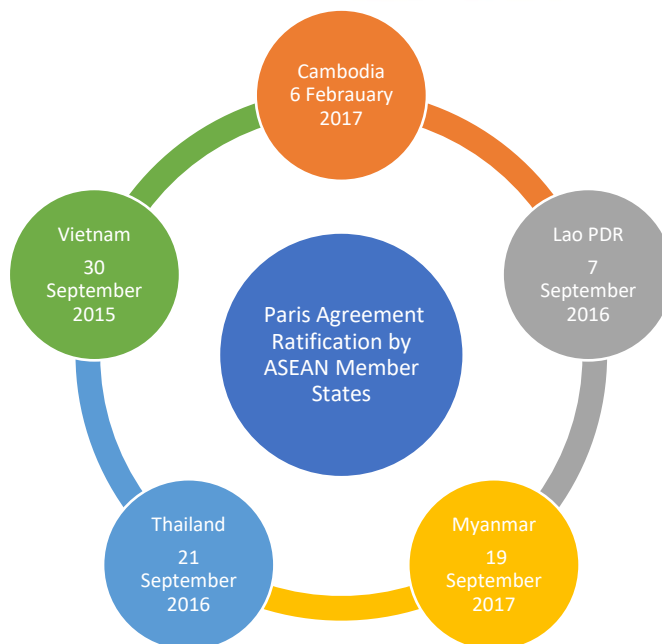 Cambodia
6 Febrauary
2017
Lao PDR
7
September
2016
Myanmar
19
September
2017
Thailand
21
September
2016
Vietnam
30
September
2015
Paris Agreement
Ratification by
ASEAN Member
States